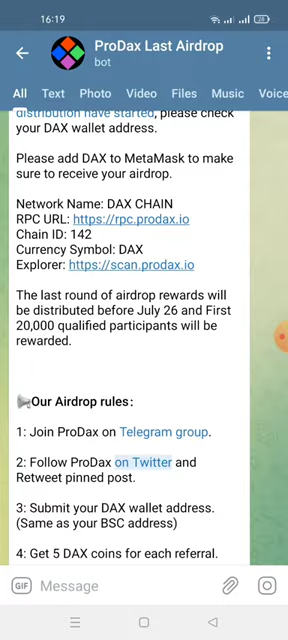 16:19
28
ProDax Last Airdrop
bot
All Text Photo Video Files Music Voice
distribution have started, please check
your DAX wallet address.
Please add DAX to MetaMask to make
sure to receive your airdrop.
Network Name: DAX CHAIN
RPC URL: https://rpc.prodax.io
Chain ID: 142
Currency Symbol: DAX
Explorer: https://scan.prodax.io
The last round of airdrop rewards will
be distributed before July 26 and First
20,000 qualified participants will be
rewarded.
📢Our Airdrop rules:
1: Join ProDax on Telegram group.
2: Follow ProDax on Twitter and
Retweet pinned post.
3: Submit your DAX wallet address.
(Same as your BSC address)
4: Get 5 DAX coins for each referral.
GIF Message